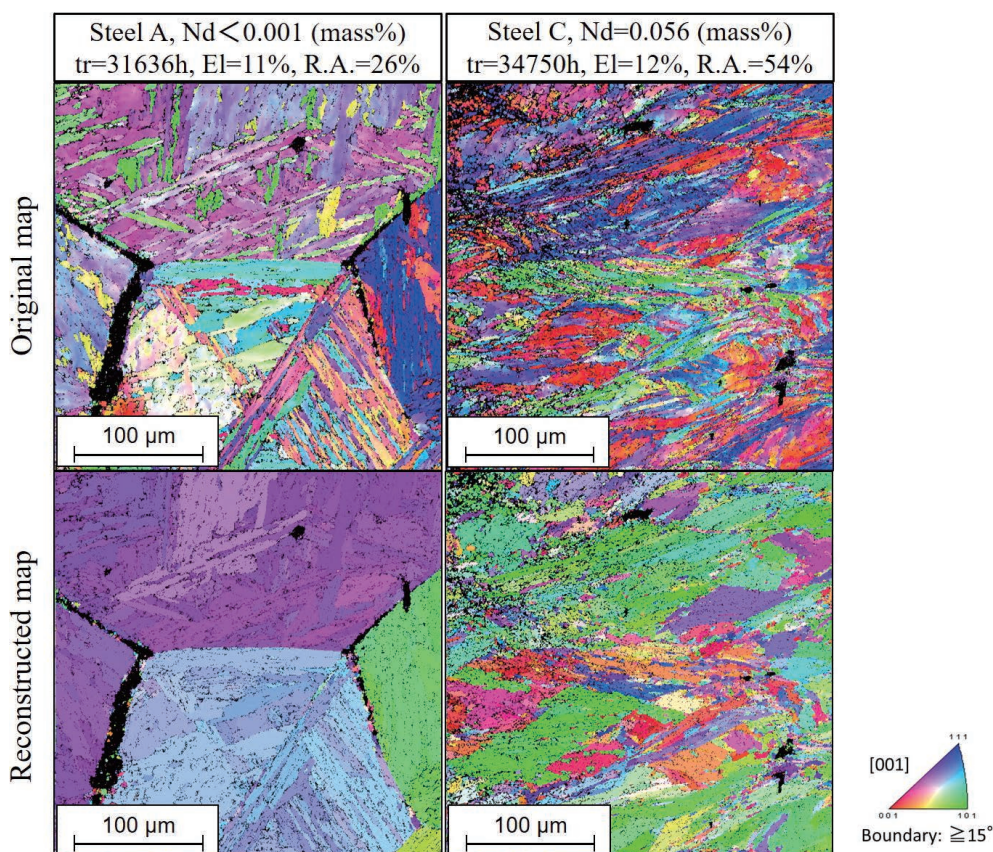 Steel A, Nd＜0.001 (mass%)
tr=31636h, El=11%, R.A.=26%
Steel C, Nd=0.056 (mass%)
tr=34750h, El=12%, R.A.=54%
Original map
100 μm
100 μm
Reconstructed map
100 μm
100 μm
111
[001]
001
101
Boundary: ≧15°